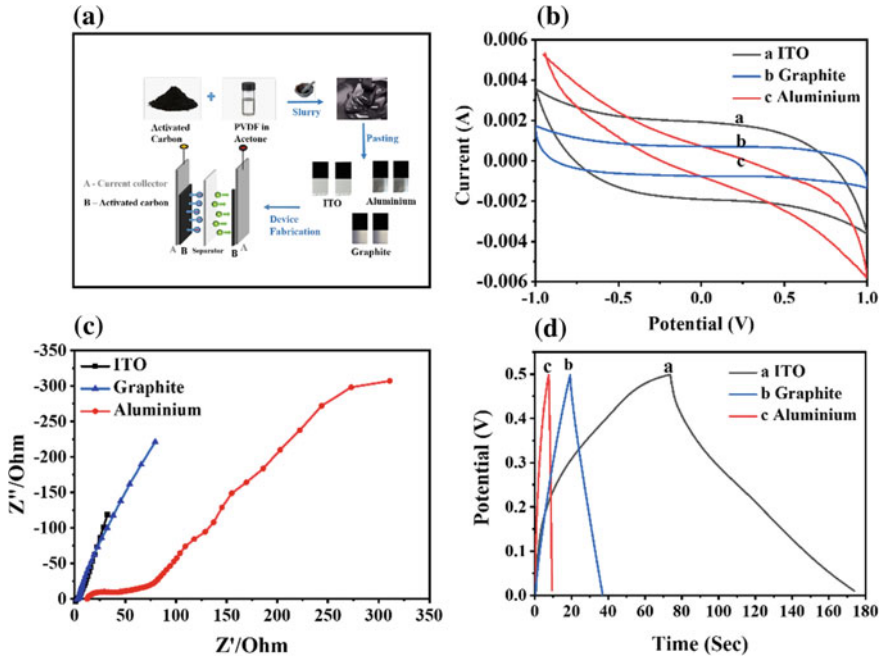 (a)
Activated
Carbon
+
PVDF in
Acetone
Slurry
Pasting
A - Current collector
B – Activated carbon
ITO
Aluminium
Device
Fabrication
Graphite
A B Separator B A
(b)
0.006
0.004
0.002
0.000
-0.002
-0.004
-0.006
Current (A)
a ITO
b Graphite
c Aluminium
a
b
c
-1.0 -0.5 0.0 0.5 1.0
Potential (V)
(c)
-350
-300
-250
-200
-150
-100
-50
0
Z''/Ohm
ITO
Graphite
Aluminium
0 50 100 150 200 250 300 350
Z'/Ohm
(d)
0.5
0.4
0.3
0.2
0.1
0.0
Potential (V)
c b a
a ITO
b Graphite
c Aluminium
0 20 40 60 80 100 120 140 160 180
Time (Sec)